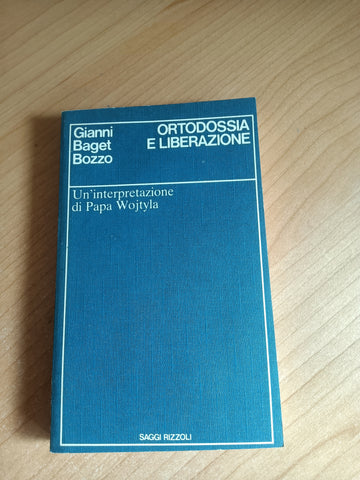 Gianni
Baget
Bozzo
ORTODOSSIA
E LIBERAZIONE
Un'interpretazione
di Papa Wojtyla
SAGGI RIZZOLI